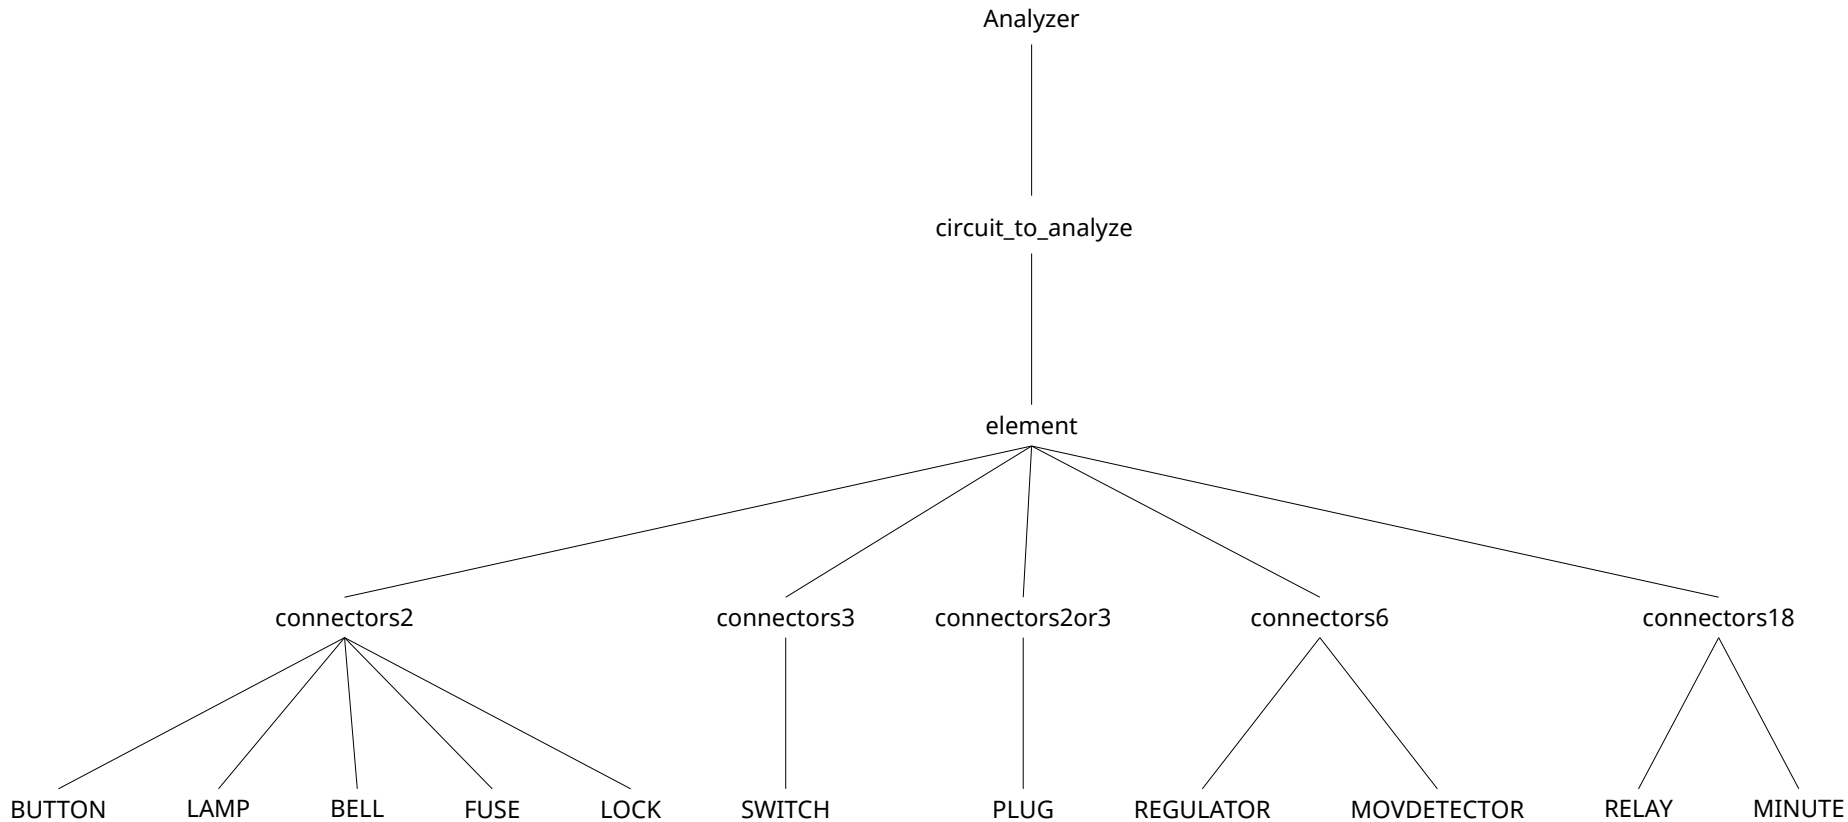 Analyzer
circuit_to_analyze
element
connectors2 connectors3 connectors2or3 connectors6 connectors18
BUTTON LAMP BELL FUSE LOCK SWITCH PLUG REGULATOR MOVDETECTOR RELAY MINUTE